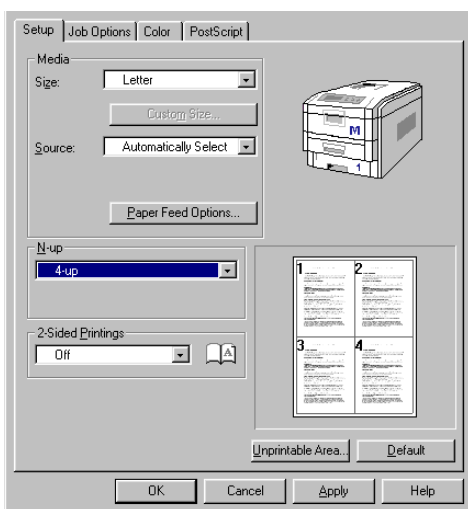 Setup Job Options Color PostScript
Media
Size: Letter
Custom Size...
Source: Automatically Select
Paper Feed Options...
M
1
N-up
4-up
2-Sided Printings
Off
A
1 2
3 4
Unprintable Area... Default
OK Cancel Apply Help